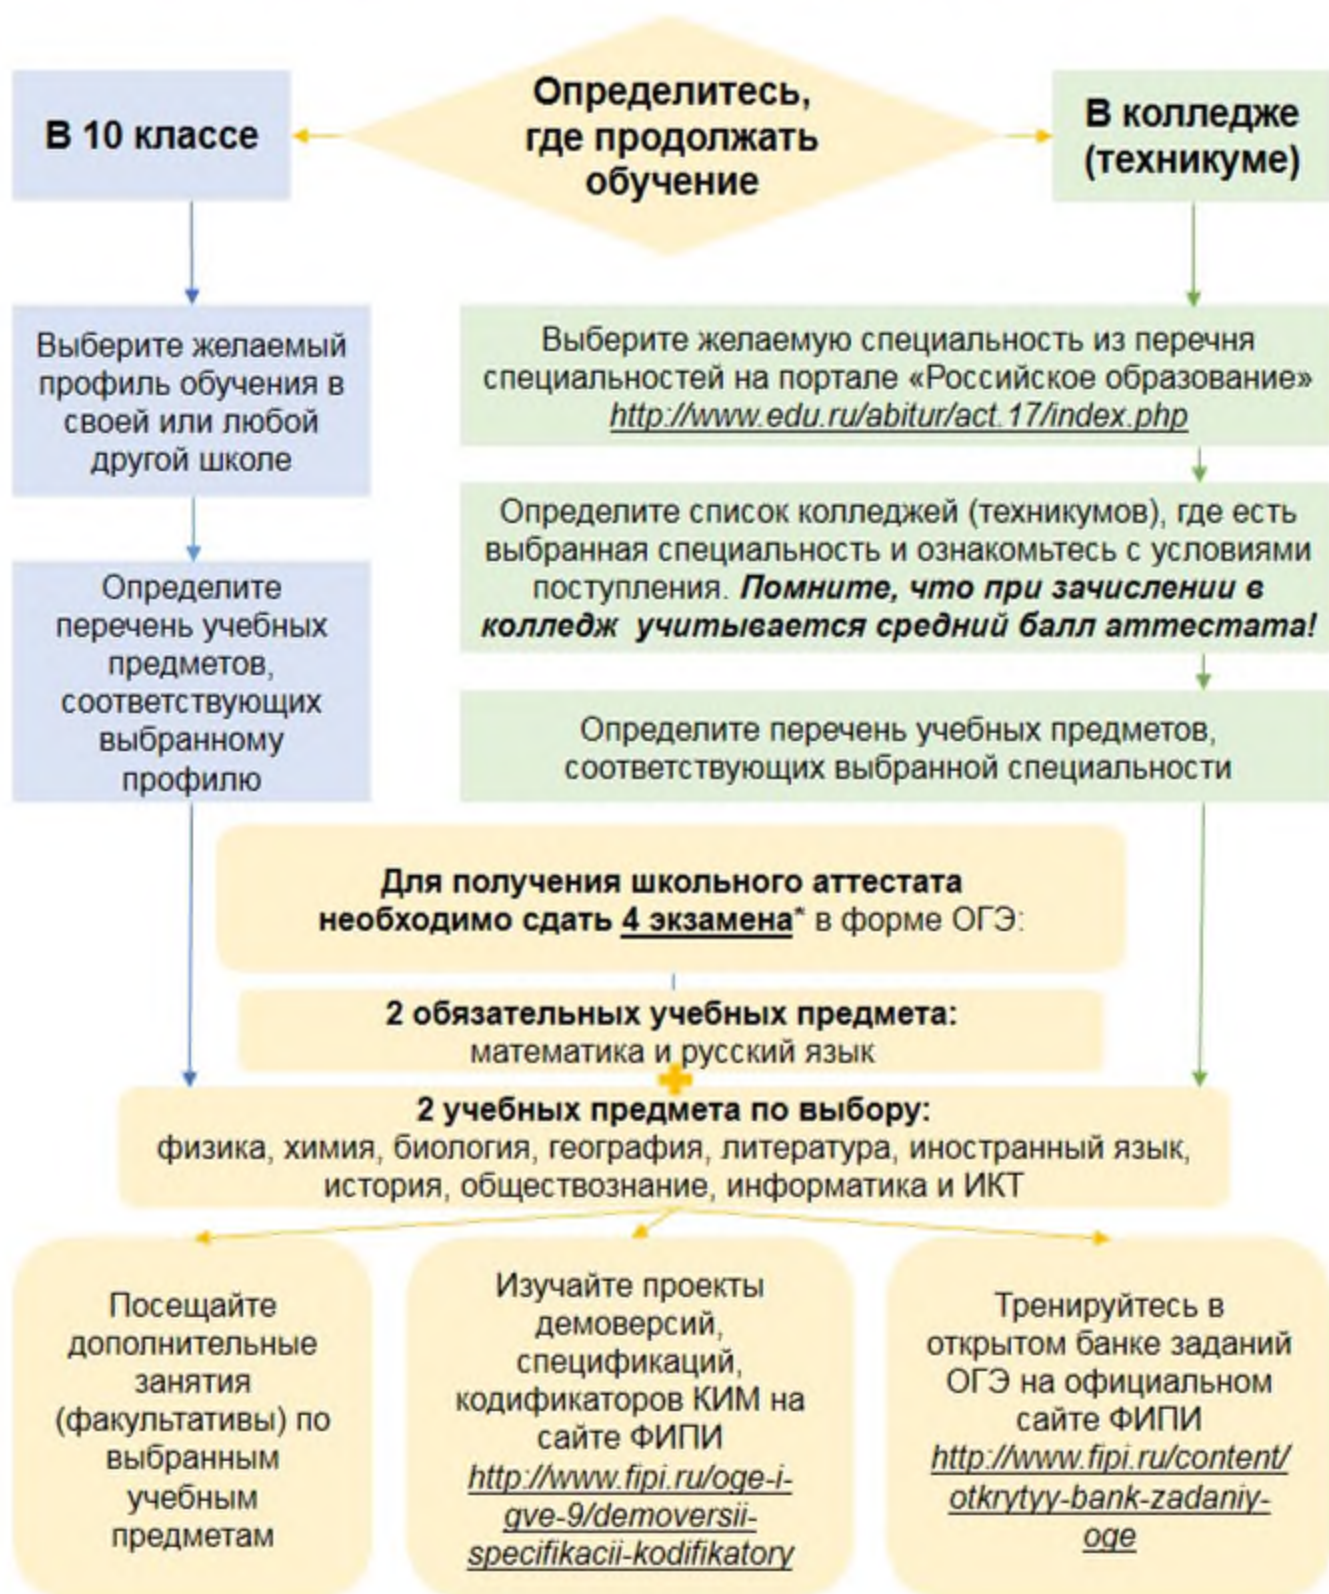 Определитесь,
где продолжать
обучение
В 10 классе
В колледже
(техникуме)
Выберите желаемый
профиль обучения в
своей или любой
другой школе
Определите
перечень учебных
предметов,
соответствующих
выбранному
профилю
Выберите желаемую специальность из перечня
специальностей на портале «Российское образование»
http://www.edu.ru/abitur/act.17/index.php
Определите список колледжей (техникумов), где есть
выбранная специальность и ознакомьтесь с условиями
поступления. Помните, что при зачислении в
колледж учитывается средний балл аттестата!
Определите перечень учебных предметов,
соответствующих выбранной специальности
Для получения школьного аттестата
необходимо сдать 4 экзамена* в форме ОГЭ:
2 обязательных учебных предмета:
математика и русский язык
2 учебных предмета по выбору:
физика, химия, биология, география, литература, иностранный язык,
история, обществознание, информатика и ИКТ
Посещайте
дополнительные
занятия
(факультативы) по
выбранным
учебным
предметам
Изучайте проекты
демоверсий,
спецификаций,
кодификаторов КИМ на
сайте ФИПИ
http://www.fipi.ru/oge-i-
gve-9/demoversii-
specifikacii-kodifikatory
Тренируйтесь в
открытом банке заданий
ОГЭ на официальном
сайте ФИПИ
http://www.fipi.ru/content/
otkrytyy-bank-zadaniy-
oge